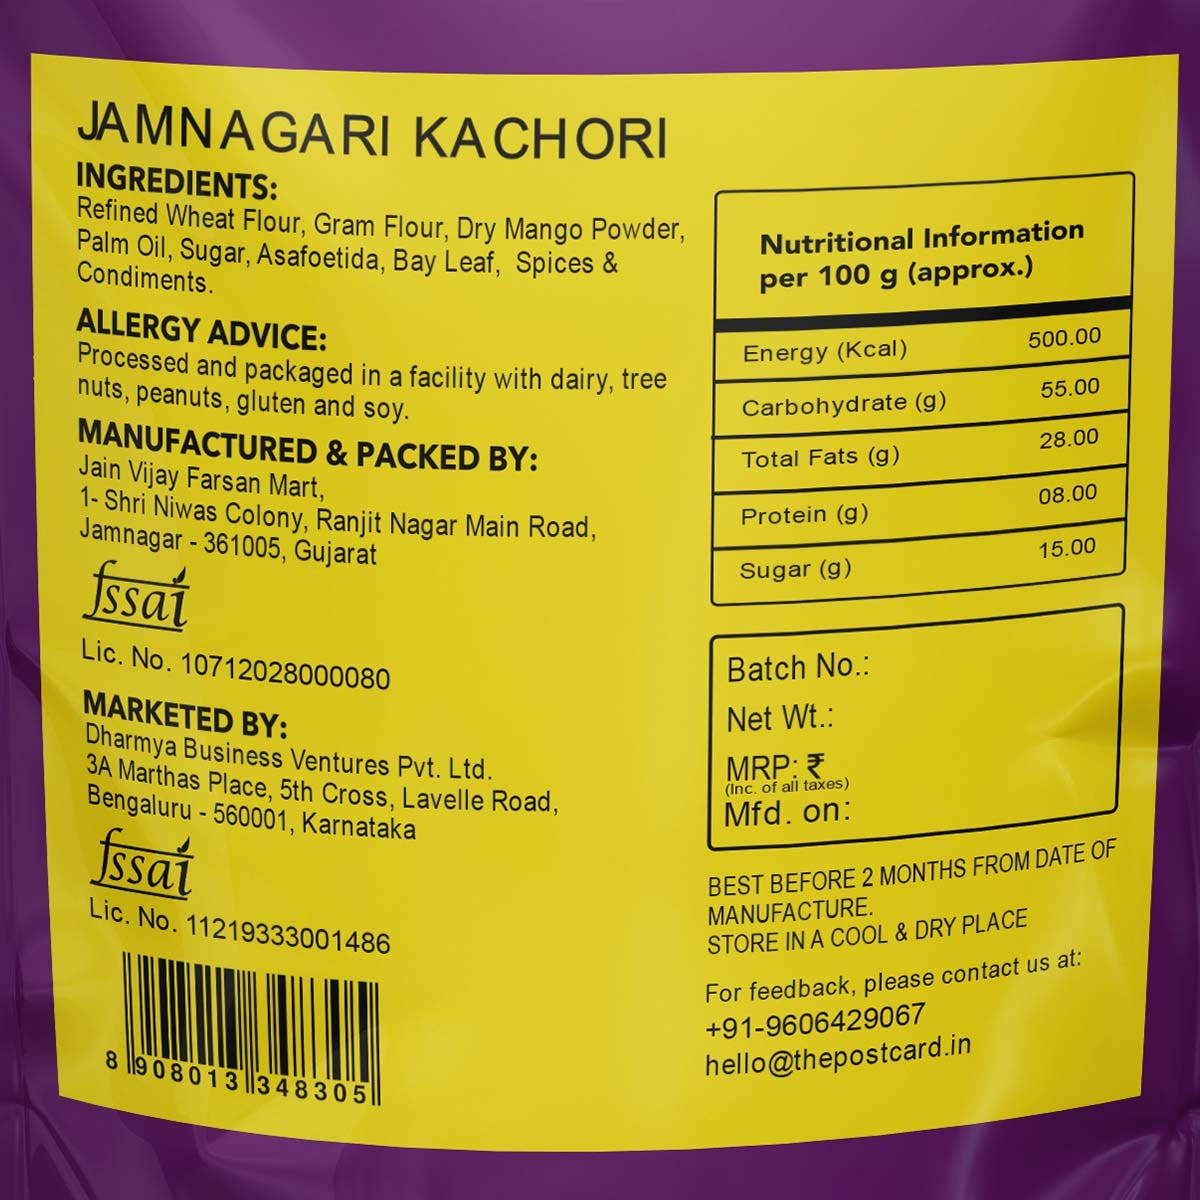 JAMNAGARI KACHORI
INGREDIENTS:
Refined Wheat Flour, Gram Flour, Dry Mango Powder,
Palm Oil, Sugar, Asafoetida, Bay Leaf, Spices &
Condiments.
ALLERGY ADVICE:
Processed and packaged in a facility with dairy, tree
nuts, peanuts, gluten and soy.
MANUFACTURED & PACKED BY:
Jain Vijay Farsan Mart,
1- Shri Niwas Colony, Ranjit Nagar Main Road,
Jamnagar - 361005, Gujarat
fssai
Lic. No. 10712028000080
MARKETED BY:
Dharmya Business Ventures Pvt. Ltd.
3A Marthas Place, 5th Cross, Lavelle Road,
Bengaluru - 560001, Karnataka
fssai
Lic. No. 11219333001486
8 908013 348305
Nutritional Information
per 100 g (approx.)
Energy (Kcal) 500.00
Carbohydrate (g) 55.00
Total Fats (g) 28.00
Protein (g) 08.00
Sugar (g) 15.00
Batch No.:
Net Wt.:
MRP: ₹
(Inc. of all taxes)
Mfd. on:
BEST BEFORE 2 MONTHS FROM DATE OF
MANUFACTURE.
STORE IN A COOL & DRY PLACE
For feedback, please contact us at:
+91-9606429067
hello@thepostcard.in